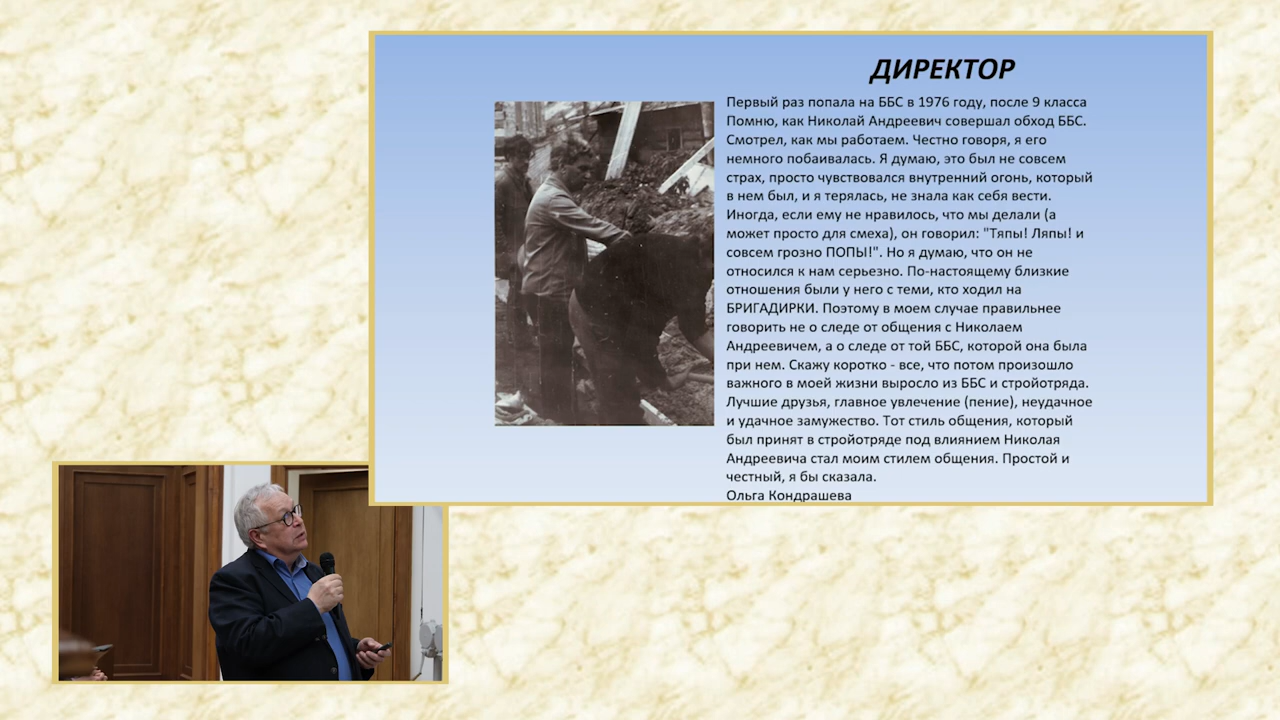 ДИРЕКТОР
Первый раз попала на ББС в 1976 году, после 9 класса
Помню, как Николай Андреевич совершал обход ББС.
Смотрел, как мы работаем. Честно говоря, я его
немного побаивалась. Я думаю, это был не совсем
страх, просто чувствовался внутренний огонь, который
в нем был, и я терялась, не знала как себя вести.
Иногда, если ему не нравилось, что мы делали (а
может просто для смеха), он говорил: "Тяпы! Ляпы! и
совсем грозно ПОПЫ!". Но я думаю, что он не
относился к нам серьезно. По-настоящему близкие
отношения были у него с теми, кто ходил на
БРИГАДИРКИ. Поэтому в моем случае правильнее
говорить не о следе от общения с Николаем
Андреевичем, а о следе от той ББС, которой она была
при нем. Скажу коротко - все, что потом произошло
важного в моей жизни выросло из ББС и стройотряда.
Лучшие друзья, главное увлечение (пение), неудачное
и удачное замужество. Тот стиль общения, который
был принят в стройотряде под влиянием Николая
Андреевича стал моим стилем общения. Простой и
честный, я бы сказала.
Ольга Кондрашева